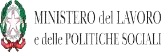 MINISTERO del LAVORO
e delle POLITICHE SOCIALI